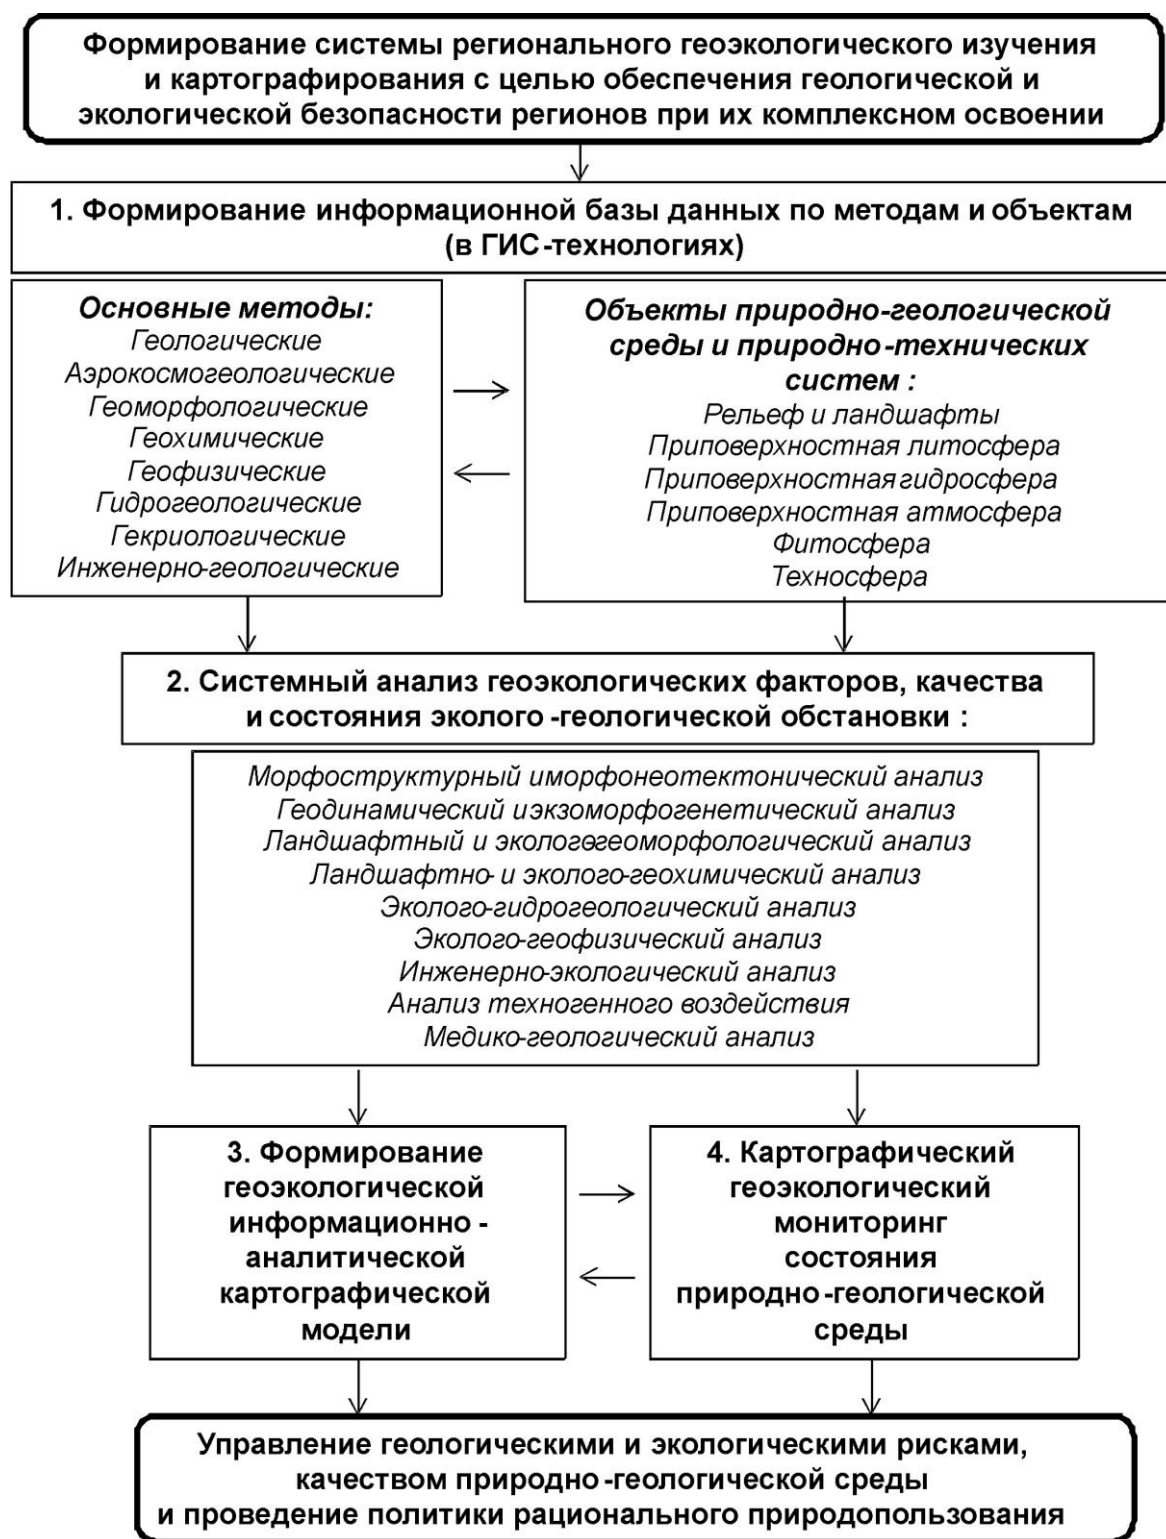 Формирование системы регионального геоэкологического изучения
и картографирования с целью обеспечения геологической и
экологической безопасности регионов при их комплексном освоении
1. Формирование информационной базы данных по методам и объектам
(в ГИС-технологиях)
Основные методы:
Геологические
Аэрокосмогеологические
Геоморфологические
Геохимические
Геофизические
Гидрогеологические
Гекриологические
Инженерно-геологические
Объекты природно-геологической
среды и природно-технических
систем :
Рельеф и ландшафты
Приповерхностная литосфера
Приповерхностная гидросфера
Приповерхностная атмосфера
Фитосфера
Техносфера
2. Системный анализ геоэкологических факторов, качества
и состояния эколого-геологической обстановки :
Морфоструктурный иморфонеотектонический анализ
Геодинамический иэкзоморфогенетический анализ
Ландшафтный и экологогеоморфологический анализ
Ландшафтно- и эколого-геохимический анализ
Эколого-гидрогеологический анализ
Эколого-геофизический анализ
Инженерно-экологический анализ
Анализ техногенного воздействия
Медико-геологический анализ
3. Формирование
геоэкологической
информационно -
аналитической
картографической
модели
4. Картографический
геоэкологический
мониторинг
состояния
природно-геологической
среды
Управление геологическими и экологическими рисками,
качеством природно-геологической среды
и проведение политики рационального природопользования